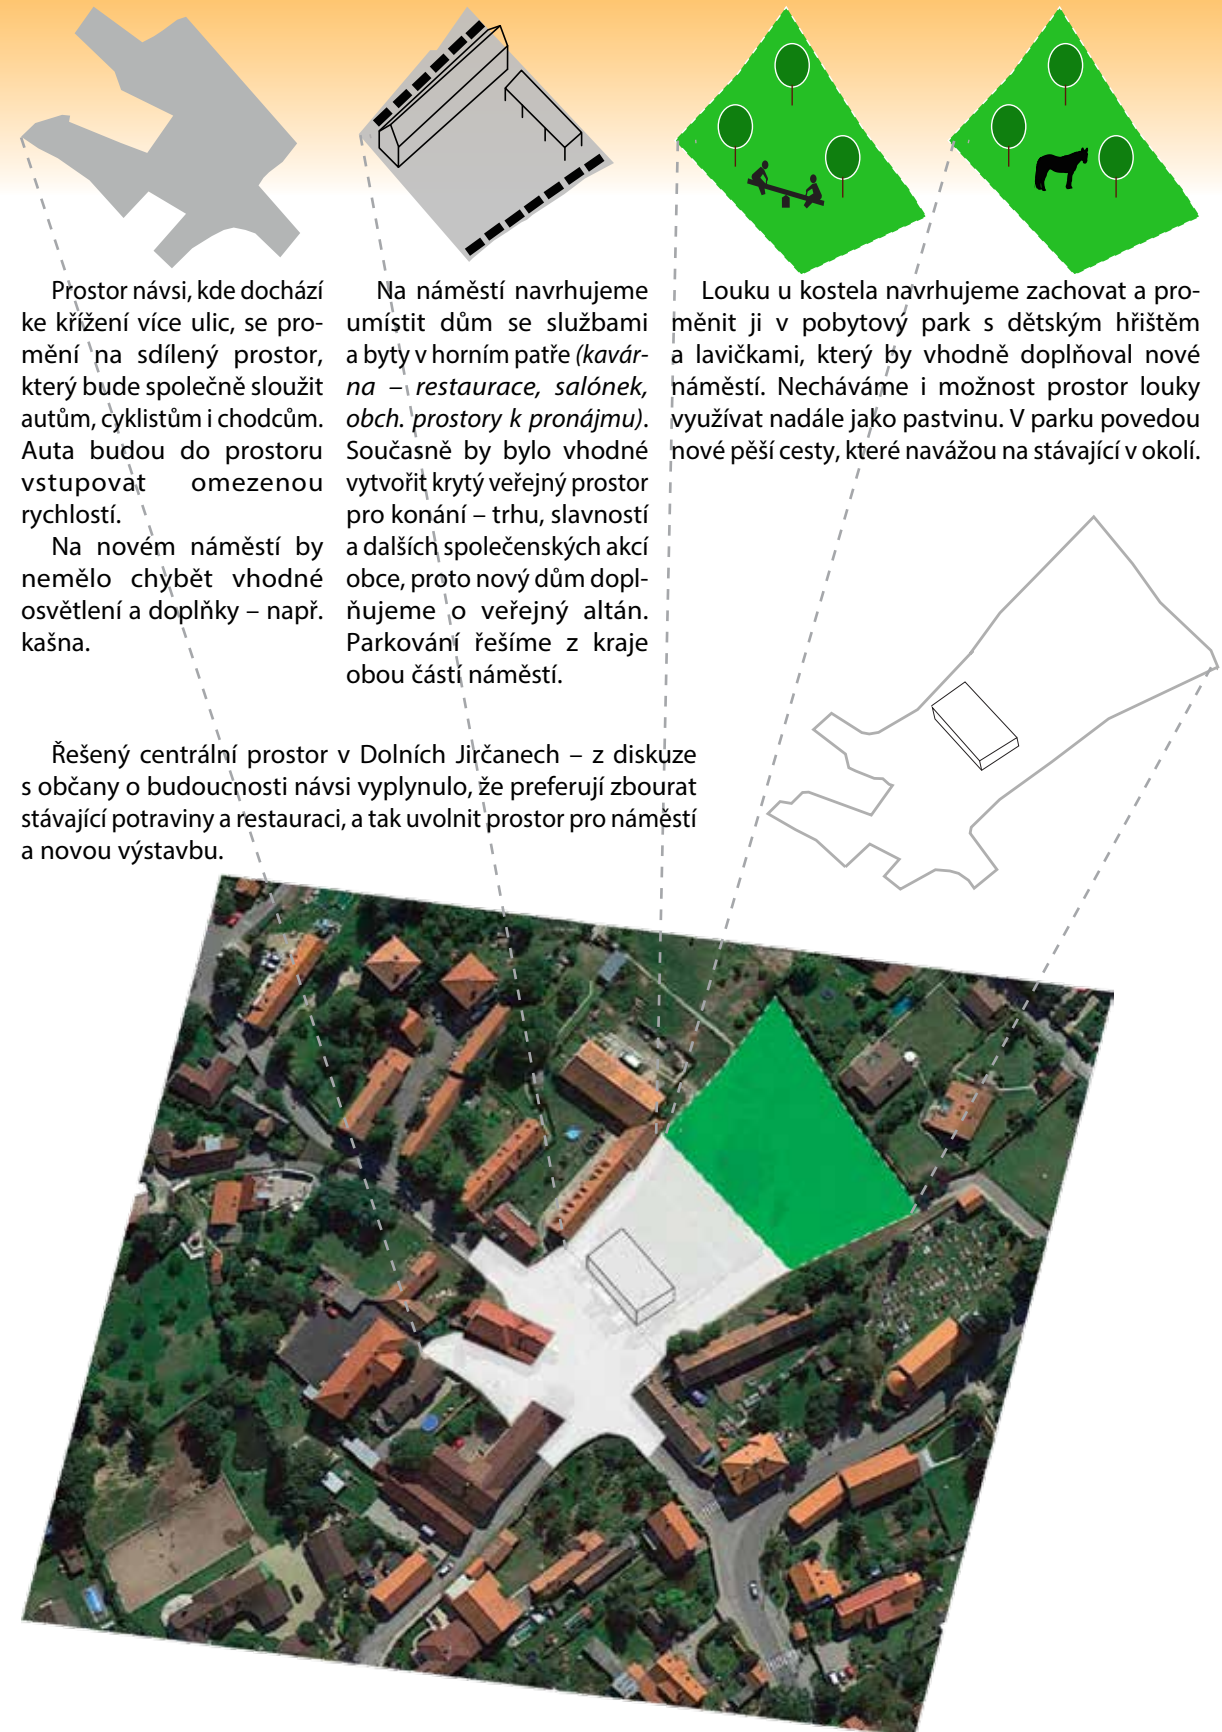 Prostor návsi, kde dochází
ke křížení více ulic, se pro-
mění na sdílený prostor,
který bude společně sloužit
autům, cyklistům i chodcům.
Auta budou do prostoru
vstupovat omezenou
rychlostí.
Na novém náměstí by
nemělo chybět vhodné
osvětlení a doplňky – např.
kašna.
Na náměstí navrhujeme
umístit dům se službami
a byty v horním patře (kavár-
na – restaurace, salónek,
obch. prostory k pronájmu).
Současně by bylo vhodné
vytvořit krytý veřejný prostor
pro konání – trhu, slavností
a dalších společenských akcí
obce, proto nový dům dopl-
ňujeme o veřejný altán.
Parkování řešíme z kraje
obou částí náměstí.
Louku u kostela navrhujeme zachovat a pro-
měnit ji v pobytový park s dětským hřištěm
a lavičkami, který by vhodně doplňoval nové
náměstí. Necháváme i možnost prostor louky
využívat nadále jako pastvinu. V parku povedou
nové pěší cesty, které navážou na stávající v okolí.
Řešený centrální prostor v Dolních Jirčanech – z diskuze
s občany o budoucnosti návsi vyplynulo, že preferují zbourat
stávající potraviny a restauraci, a tak uvolnit prostor pro náměstí
a novou výstavbu.